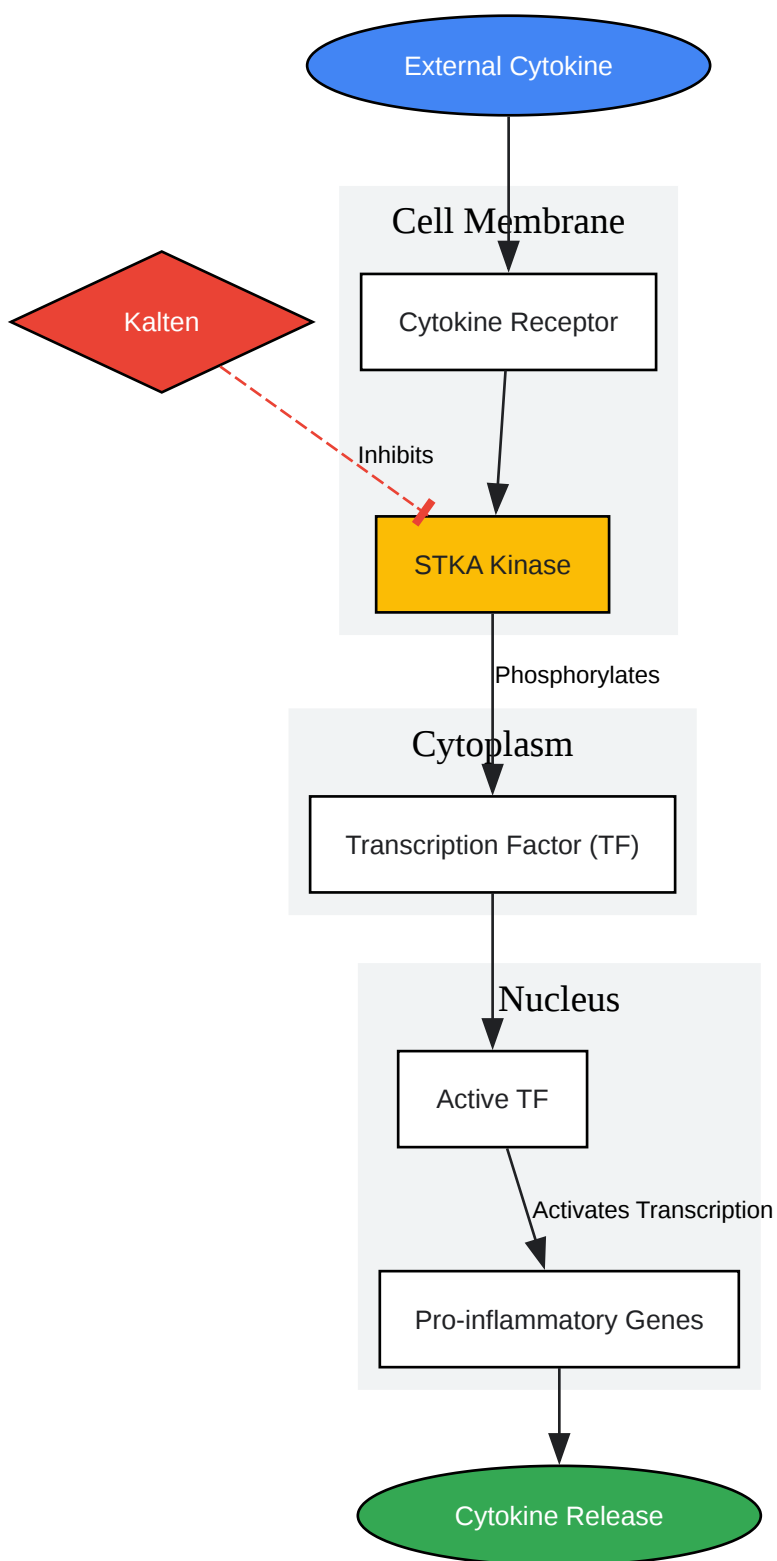 External Cytokine
Cell Membrane
Kalten
Cytokine Receptor
Inhibits
STKA Kinase
Phosphorylates
Cytoplasm
Transcription Factor (TF)
Nucleus
Active TF
Activates Transcription
Pro-inflammatory Genes
Cytokine Release